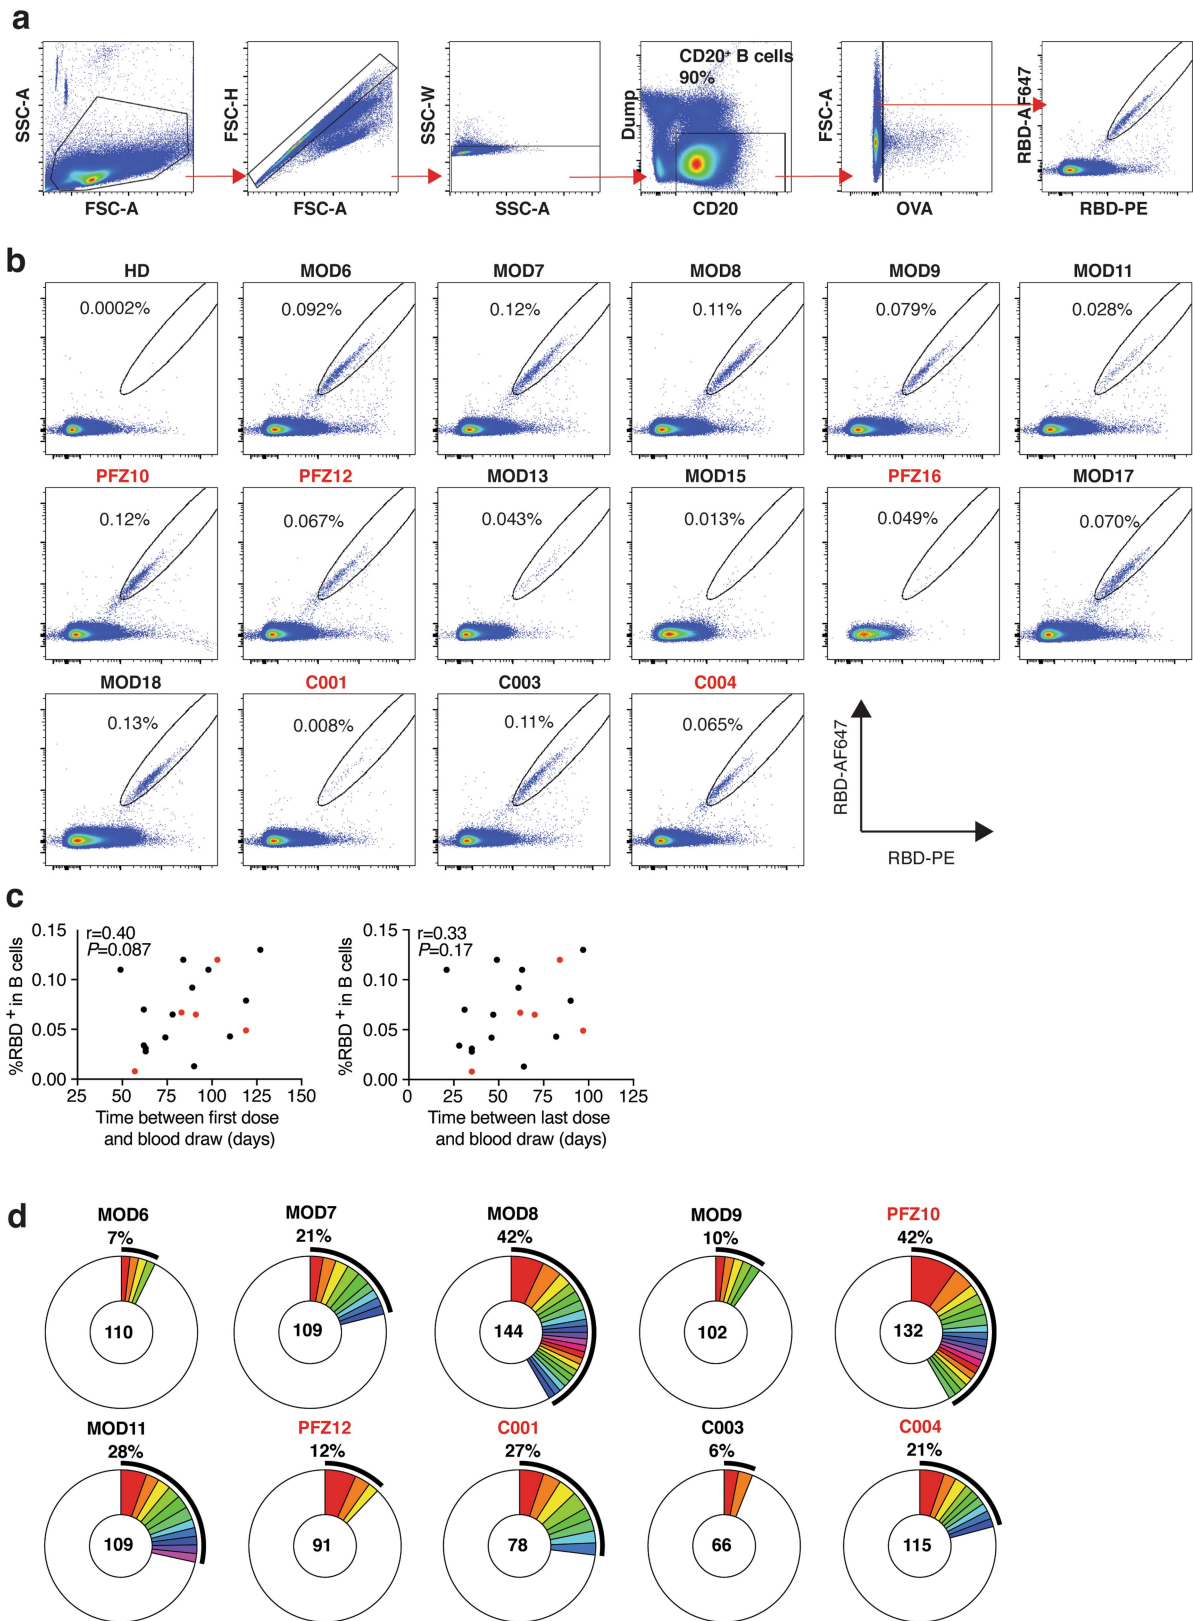 a
SSC-A
FSC-A
FSC-H
FSC-A
SSC-W
SSC-A
CD20+ B cells
90%
Dump
CD20
FSC-A
OVA
RBD-AF647
RBD-PE
b
HD
0.0002%
MOD6
0.092%
MOD7
0.12%
MOD8
0.11%
MOD9
0.079%
MOD11
0.028%
PFZ10
0.12%
PFZ12
0.067%
MOD13
0.043%
MOD15
0.013%
PFZ16
0.049%
MOD17
0.070%
MOD18
0.13%
C001
0.008%
C003
0.11%
C004
0.065%
RBD-AF647
RBD-PE
c
%RBD + in B cells
0.15
0.10
0.05
0.00
r=0.40
P=0.087
25 50 75 100 125 150
Time between first dose
and blood draw (days)
%RBD + in B cells
0.15
0.10
0.05
0.00
r=0.33
P=0.17
0 25 50 75 100 125
Time between last dose
and blood draw (days)
d
MOD6
7%
110
MOD7
21%
109
MOD8
42%
144
MOD9
10%
102
PFZ10
42%
132
MOD11
28%
109
PFZ12
12%
91
C001
27%
78
C003
6%
66
C004
21%
115